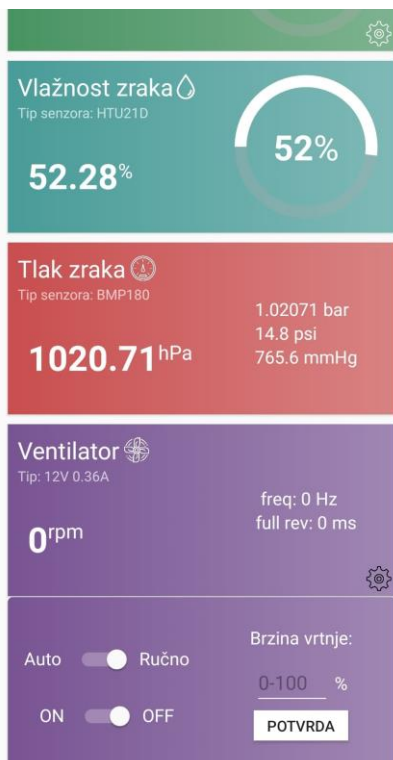 Vlažnost zraka
Tip senzora: HTU21D
52.28%
52%
Tlak zraka
Tip senzora: BMP180
1020.71 hPa
1.02071 bar
14.8 psi
765.6 mmHg
Ventilator
Tip: 12V 0.36A
0rpm
freq: 0 Hz
full rev: 0 ms
Auto Ručno
ON OFF
Brzina vrtnje:
0-100 %
POTVRDA